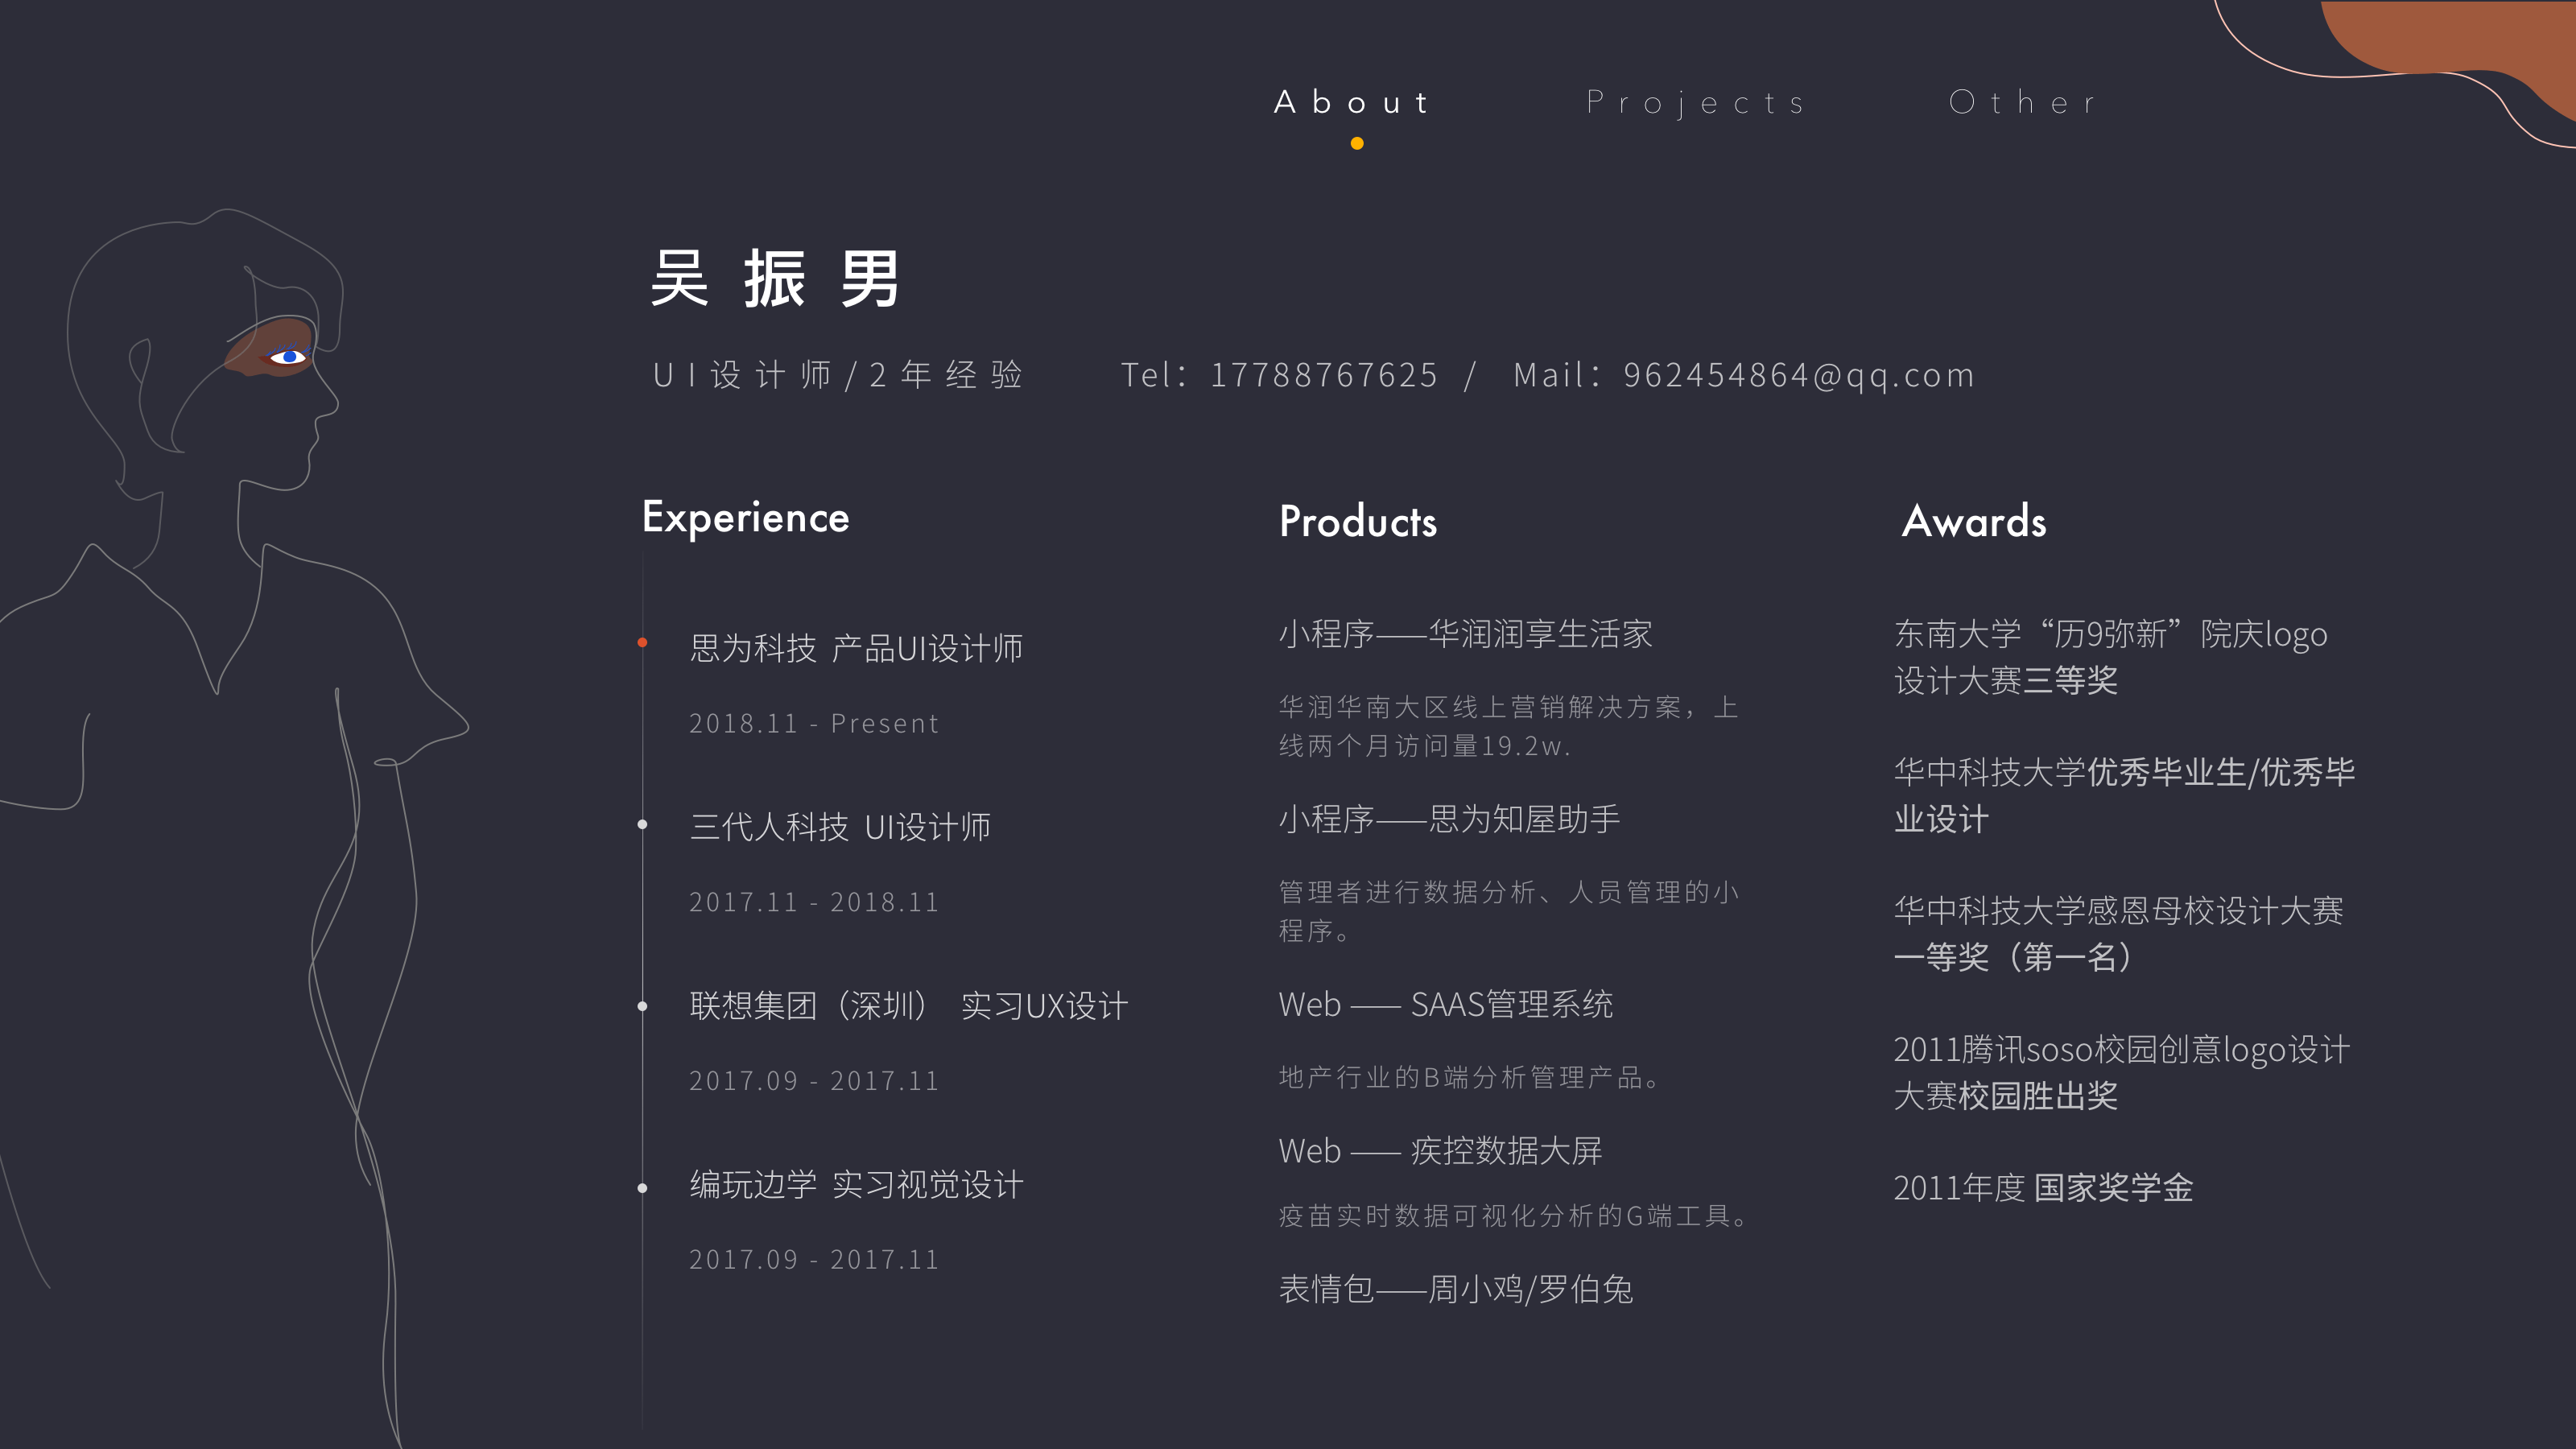 About Projects Other
吴振男
UI设计师/2年经验 Tel：17788767625 / Mail：962454864@qq.com
Experience
思为科技 产品UI设计师
2018.11 - Present
三代人科技 UI设计师
2017.11 - 2018.11
联想集团（深圳） 实习UX设计
2017.09 - 2017.11
编玩边学 实习视觉设计
2017.09 - 2017.11
Products
小程序——华润润享生活家
华润华南大区线上营销解决方案，上
线两个月访问量19.2w.
小程序——思为知屋助手
管理者进行数据分析、人员管理的小
程序。
Web —— SAAS管理系统
地产行业的B端分析管理产品。
Web —— 疾控数据大屏
疫苗实时数据可视化分析的G端工具。
表情包——周小鸡/罗伯兔
Awards
东南大学“历9弥新”院庆logo
设计大赛三等奖
华中科技大学优秀毕业生/优秀毕
业设计
华中科技大学感恩母校设计大赛
一等奖（第一名）
2011腾讯soso校园创意logo设计
大赛校园胜出奖
2011年度 国家奖学金